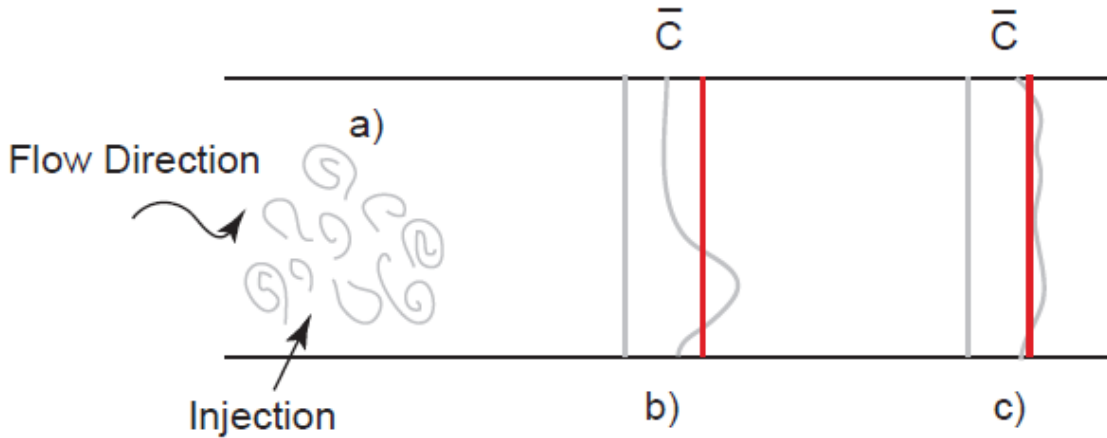 C̅ C̅
a)
Flow Direction
Injection
b) c)